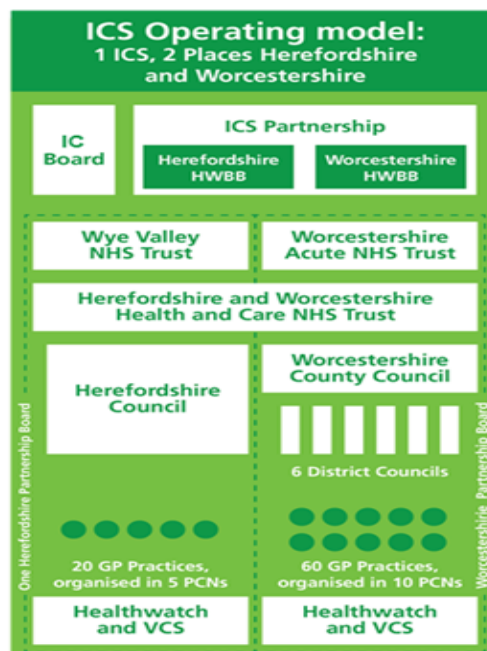 ICS Operating model:
1 ICS, 2 Places Herefordshire
and Worcestershire
IC
Board
ICS Partnership
Herefordshire
HWBB
Worcestershire
HWBB
Wye Valley
NHS Trust
Worcestershire
Acute NHS Trust
Herefordshire and Worcestershire
Health and Care NHS Trust
Herefordshire
Council
Worcestershire
County Council
6 District Councils
One Herefordshire Partnership Board
Worcestershirie Partnership Board
20 GP Practices,
organised in 5 PCNs
60 GP Practices,
organised in 10 PCNs
Healthwatch
and VCS
Healthwatch
and VCS